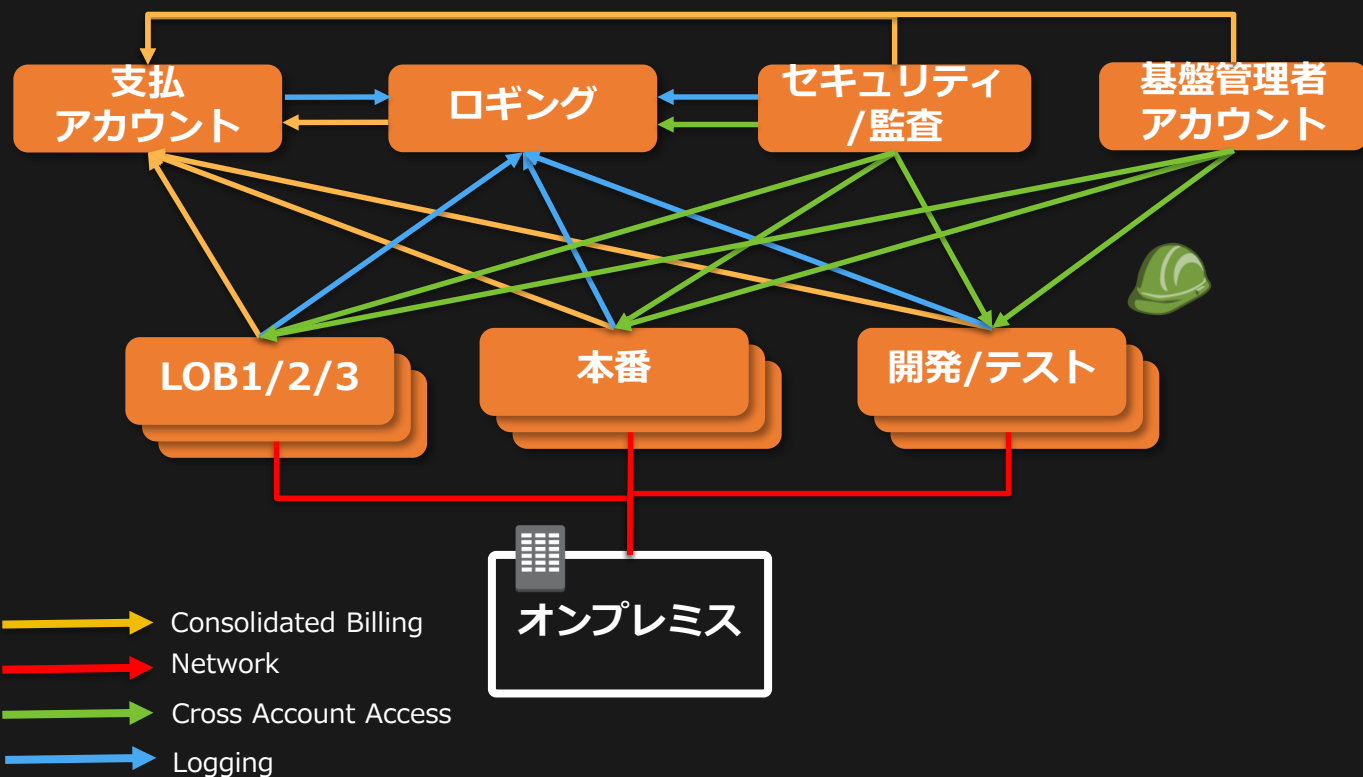 支払
アカウント
ロギング
セキュリティ
/監査
基盤管理者
アカウント
LOB1/2/3
本番
開発/テスト
オンプレミス
Consolidated Billing
Network
Cross Account Access
Logging